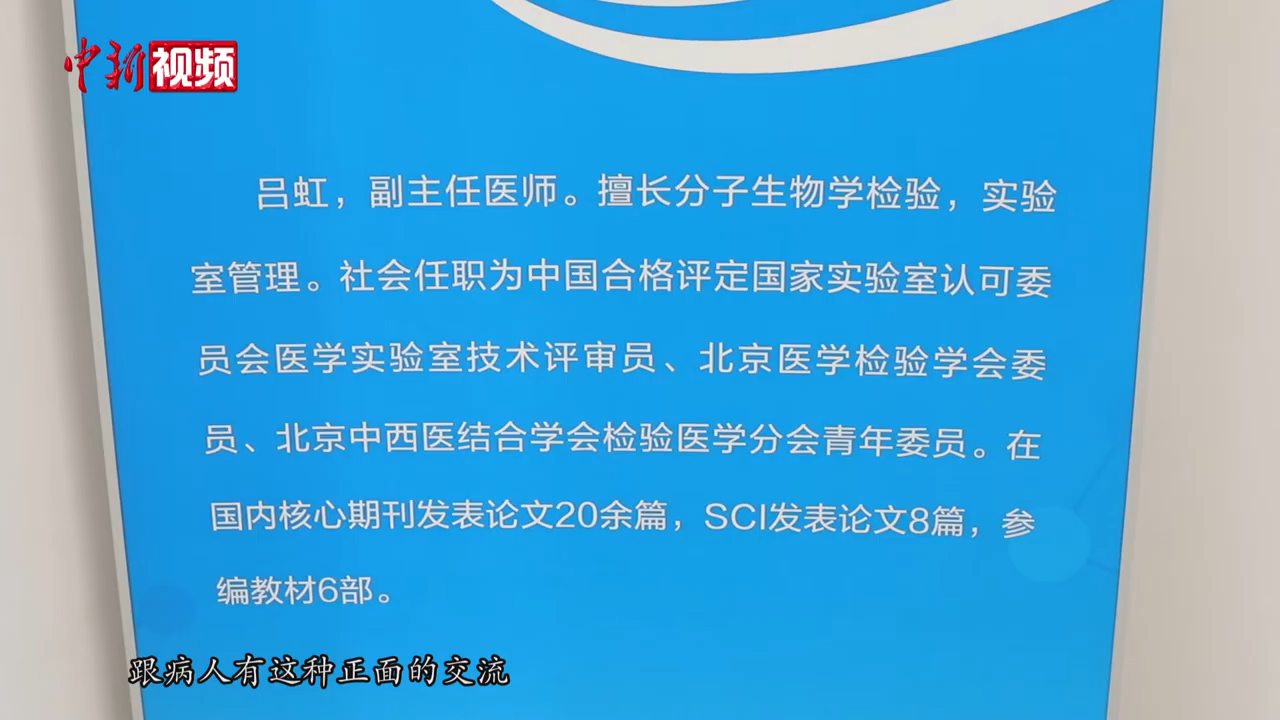 中新视频
吕虹，副主任医师。擅长分子生物学检验，实验
室管理。社会任职为中国合格评定国家实验室认可委
员会医学实验室技术评审员、北京医学检验学会委
员、北京中西医结合学会检验医学分会青年委员。在
国内核心期刊发表论文20余篇，SCI发表论文8篇，参
编教材6部。
跟病人有这种正面的交流